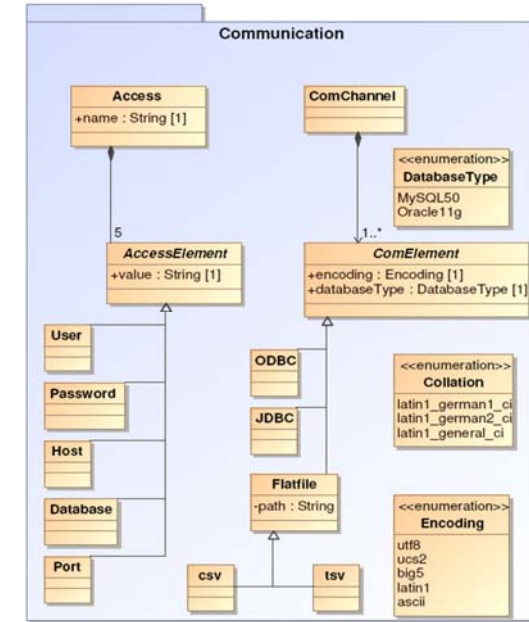 Communication
Access
+name : String [1]
ComChannel
<<enumeration>>
DatabaseType
MySQL50
Oracle11g
5
1..*
AccessElement
+value : String [1]
ComElement
+encoding : Encoding [1]
+databaseType : DatabaseType [1]
User
Password
Host
Database
Port
ODBC
JDBC
Flatfile
-path : String
csv
tsv
<<enumeration>>
Collation
latin1_german1_ci
latin1_german2_ci
latin1_general_ci
<<enumeration>>
Encoding
utf8
ucs2
big5
latin1
ascii